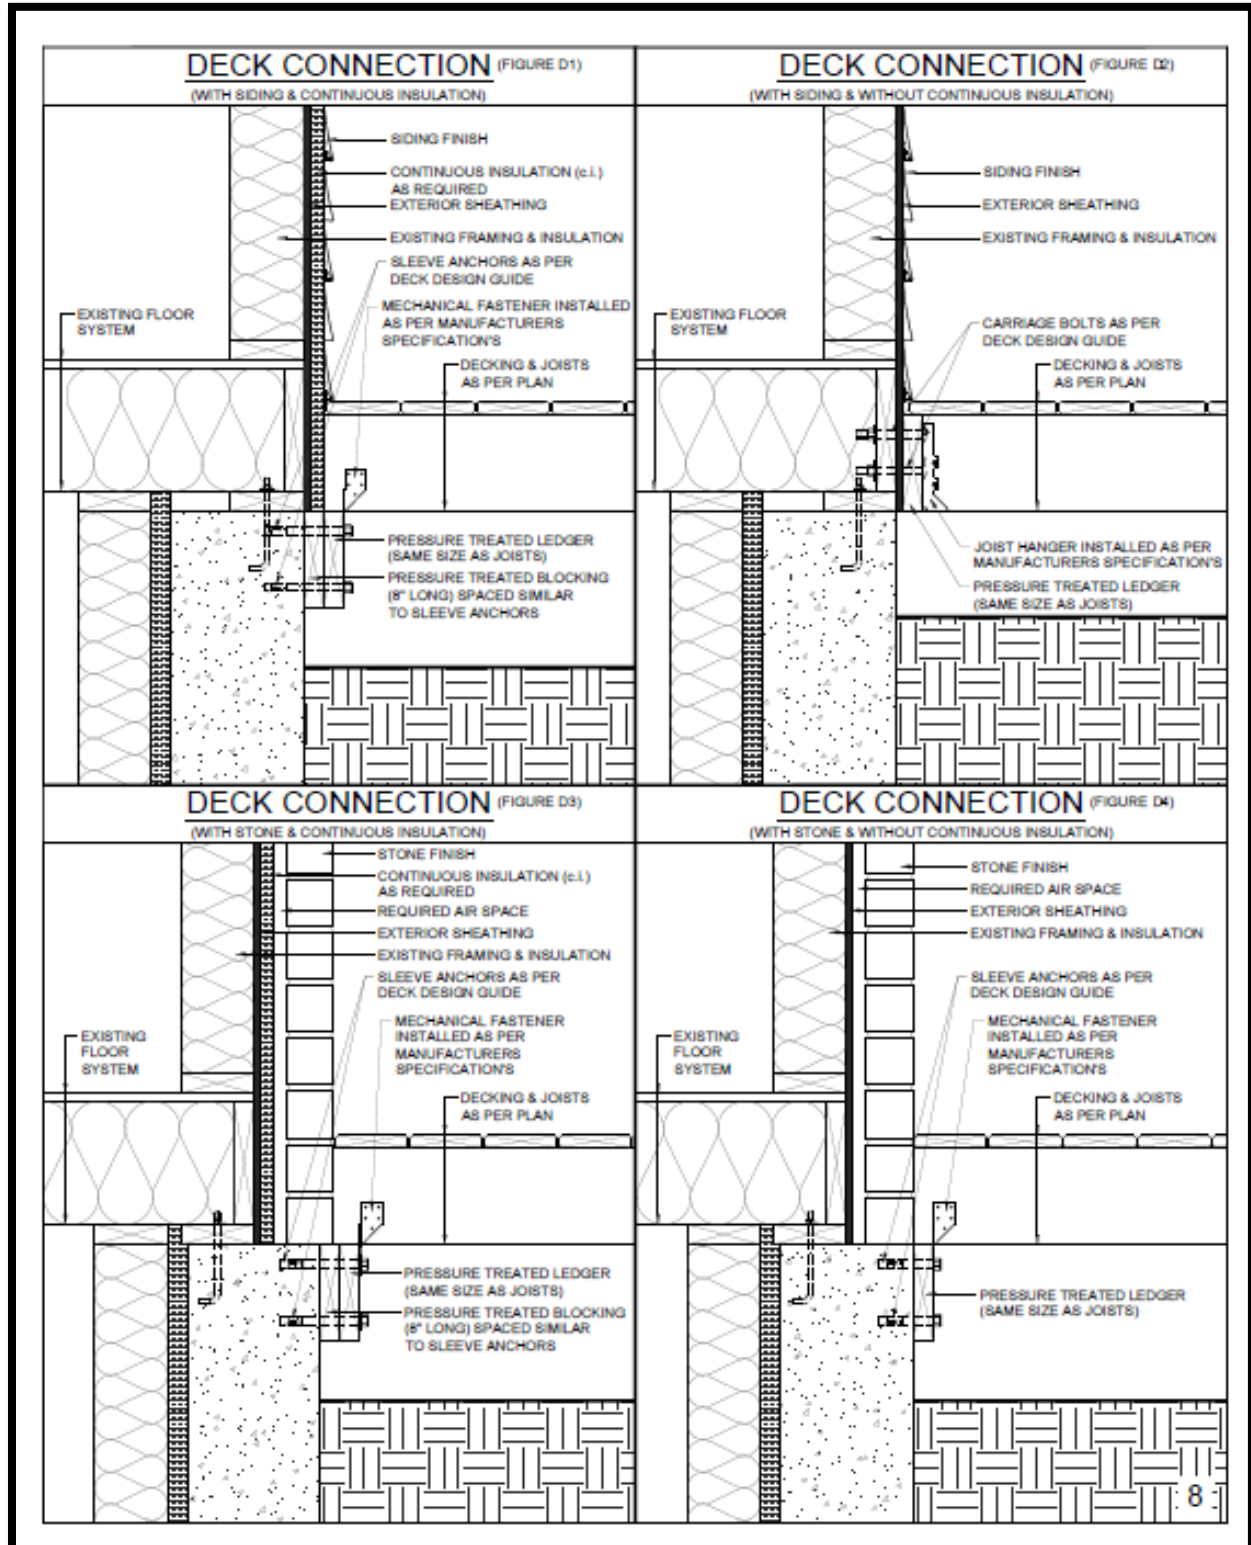 DECK CONNECTION (FIGURE D1)
(WITH SIDING & CONTINUOUS INSULATION)
SIDING FINISH
CONTINUOUS INSULATION (c.i.)
AS REQUIRED
EXTERIOR SHEATHING
EXISTING FRAMING & INSULATION
SLEEVE ANCHORS AS PER
DECK DESIGN GUIDE
MECHANICAL FASTENER INSTALLED
AS PER MANUFACTURERS
SPECIFICATION'S
EXISTING FLOOR
SYSTEM
DECKING & JOISTS
AS PER PLAN
PRESSURE TREATED LEDGER
(SAME SIZE AS JOISTS)
PRESSURE TREATED BLOCKING
(8" LONG) SPACED SIMILAR
TO SLEEVE ANCHORS
DECK CONNECTION (FIGURE D2)
(WITH SIDING & WITHOUT CONTINUOUS INSULATION)
SIDING FINISH
EXTERIOR SHEATHING
EXISTING FRAMING & INSULATION
EXISTING FLOOR
SYSTEM
CARRIAGE BOLTS AS PER
DECK DESIGN GUIDE
DECKING & JOISTS
AS PER PLAN
JOIST HANGER INSTALLED AS PER
MANUFACTURERS SPECIFICATION'S
PRESSURE TREATED LEDGER
(SAME SIZE AS JOISTS)
DECK CONNECTION (FIGURE D3)
(WITH STONE & CONTINUOUS INSULATION)
STONE FINISH
CONTINUOUS INSULATION (c.i.)
AS REQUIRED
REQUIRED AIR SPACE
EXTERIOR SHEATHING
EXISTING FRAMING & INSULATION
SLEEVE ANCHORS AS PER
DECK DESIGN GUIDE
MECHANICAL FASTENER
INSTALLED AS PER
MANUFACTURERS
SPECIFICATION'S
EXISTING
FLOOR
SYSTEM
DECKING & JOISTS
AS PER PLAN
PRESSURE TREATED LEDGER
(SAME SIZE AS JOISTS)
PRESSURE TREATED BLOCKING
(8" LONG) SPACED SIMILAR
TO SLEEVE ANCHORS
DECK CONNECTION (FIGURE D4)
(WITH STONE & WITHOUT CONTINUOUS INSULATION)
STONE FINISH
REQUIRED AIR SPACE
EXTERIOR SHEATHING
EXISTING FRAMING & INSULATION
SLEEVE ANCHORS AS PER
DECK DESIGN GUIDE
MECHANICAL FASTENER
INSTALLED AS PER
MANUFACTURERS
SPECIFICATION'S
EXISTING
FLOOR
SYSTEM
DECKING & JOISTS
AS PER PLAN
PRESSURE TREATED LEDGER
(SAME SIZE AS JOISTS)
8